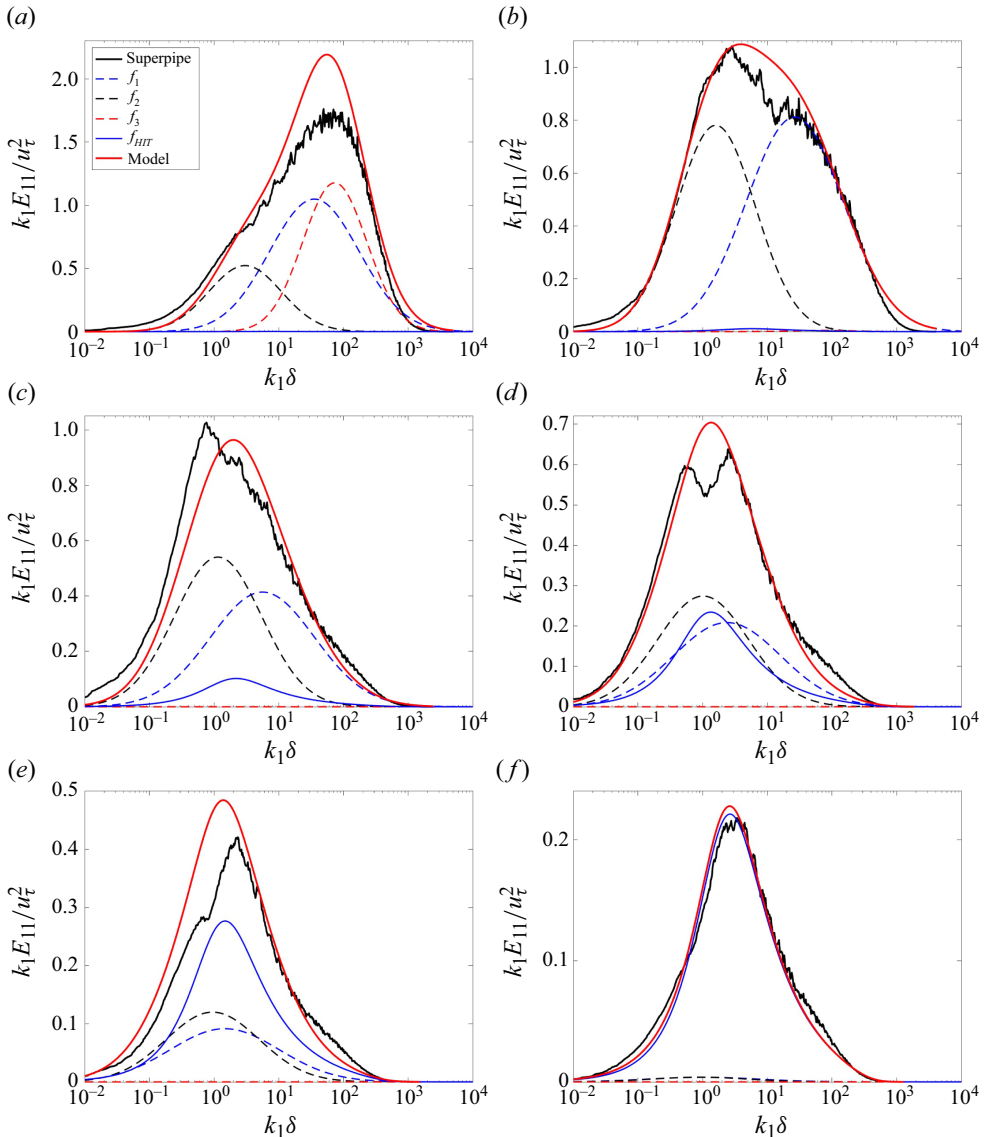 (a)
Superpipe
f1
f2
f3
fHIT
Model
2.0
1.5
1.0
0.5
0
k1E11/uτ²
10⁻² 10⁻¹ 10⁰ 10¹ 10² 10³ 10⁴
k1δ
(b)
1.0
0.8
0.6
0.4
0.2
0
k1E11/uτ²
10⁻² 10⁻¹ 10⁰ 10¹ 10² 10³ 10⁴
k1δ
(c)
1.0
0.8
0.6
0.4
0.2
0
k1E11/uτ²
10⁻² 10⁻¹ 10⁰ 10¹ 10² 10³ 10⁴
k1δ
(d)
0.7
0.6
0.5
0.4
0.3
0.2
0.1
0
k1E11/uτ²
10⁻² 10⁻¹ 10⁰ 10¹ 10² 10³ 10⁴
k1δ
(e)
0.5
0.4
0.3
0.2
0.1
0
k1E11/uτ²
10⁻² 10⁻¹ 10⁰ 10¹ 10² 10³ 10⁴
k1δ
(f)
0.2
0.1
0
k1E11/uτ²
10⁻² 10⁻¹ 10⁰ 10¹ 10² 10³ 10⁴
k1δ